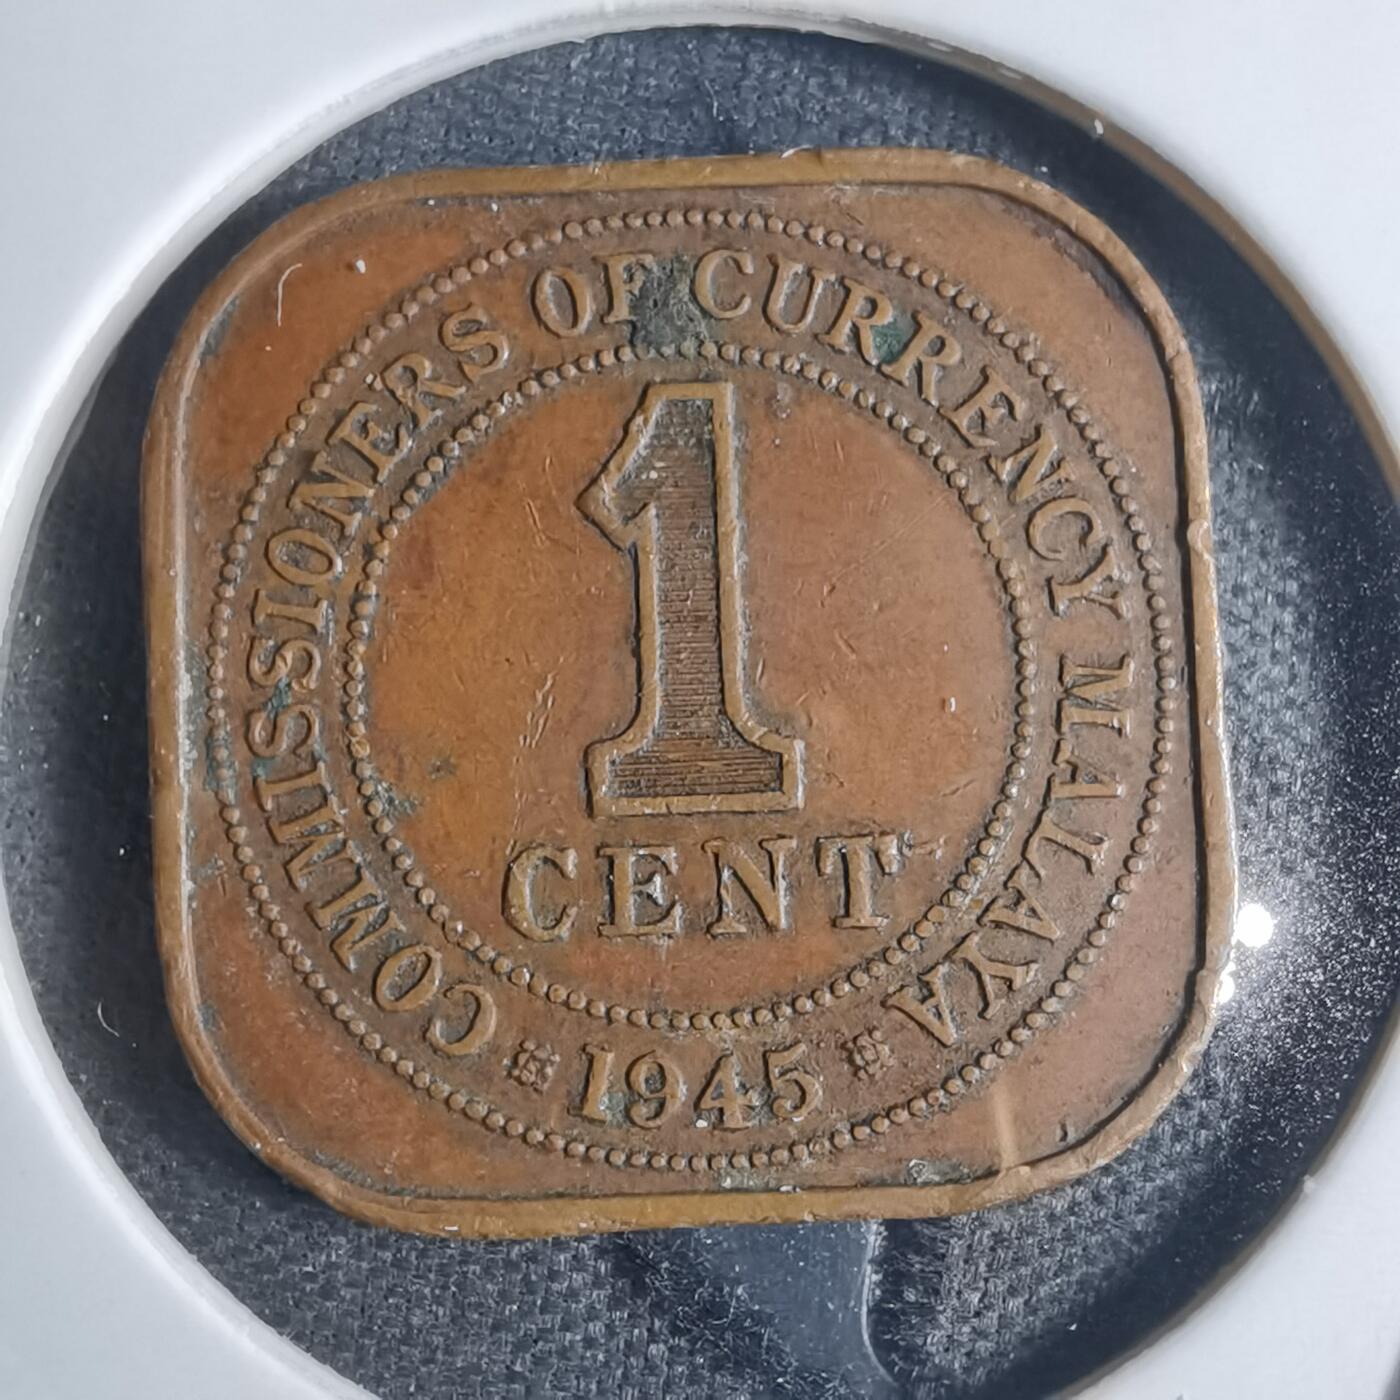 COMMISSIONERS OF CURRENCY MALAYA
1
CENT
1945